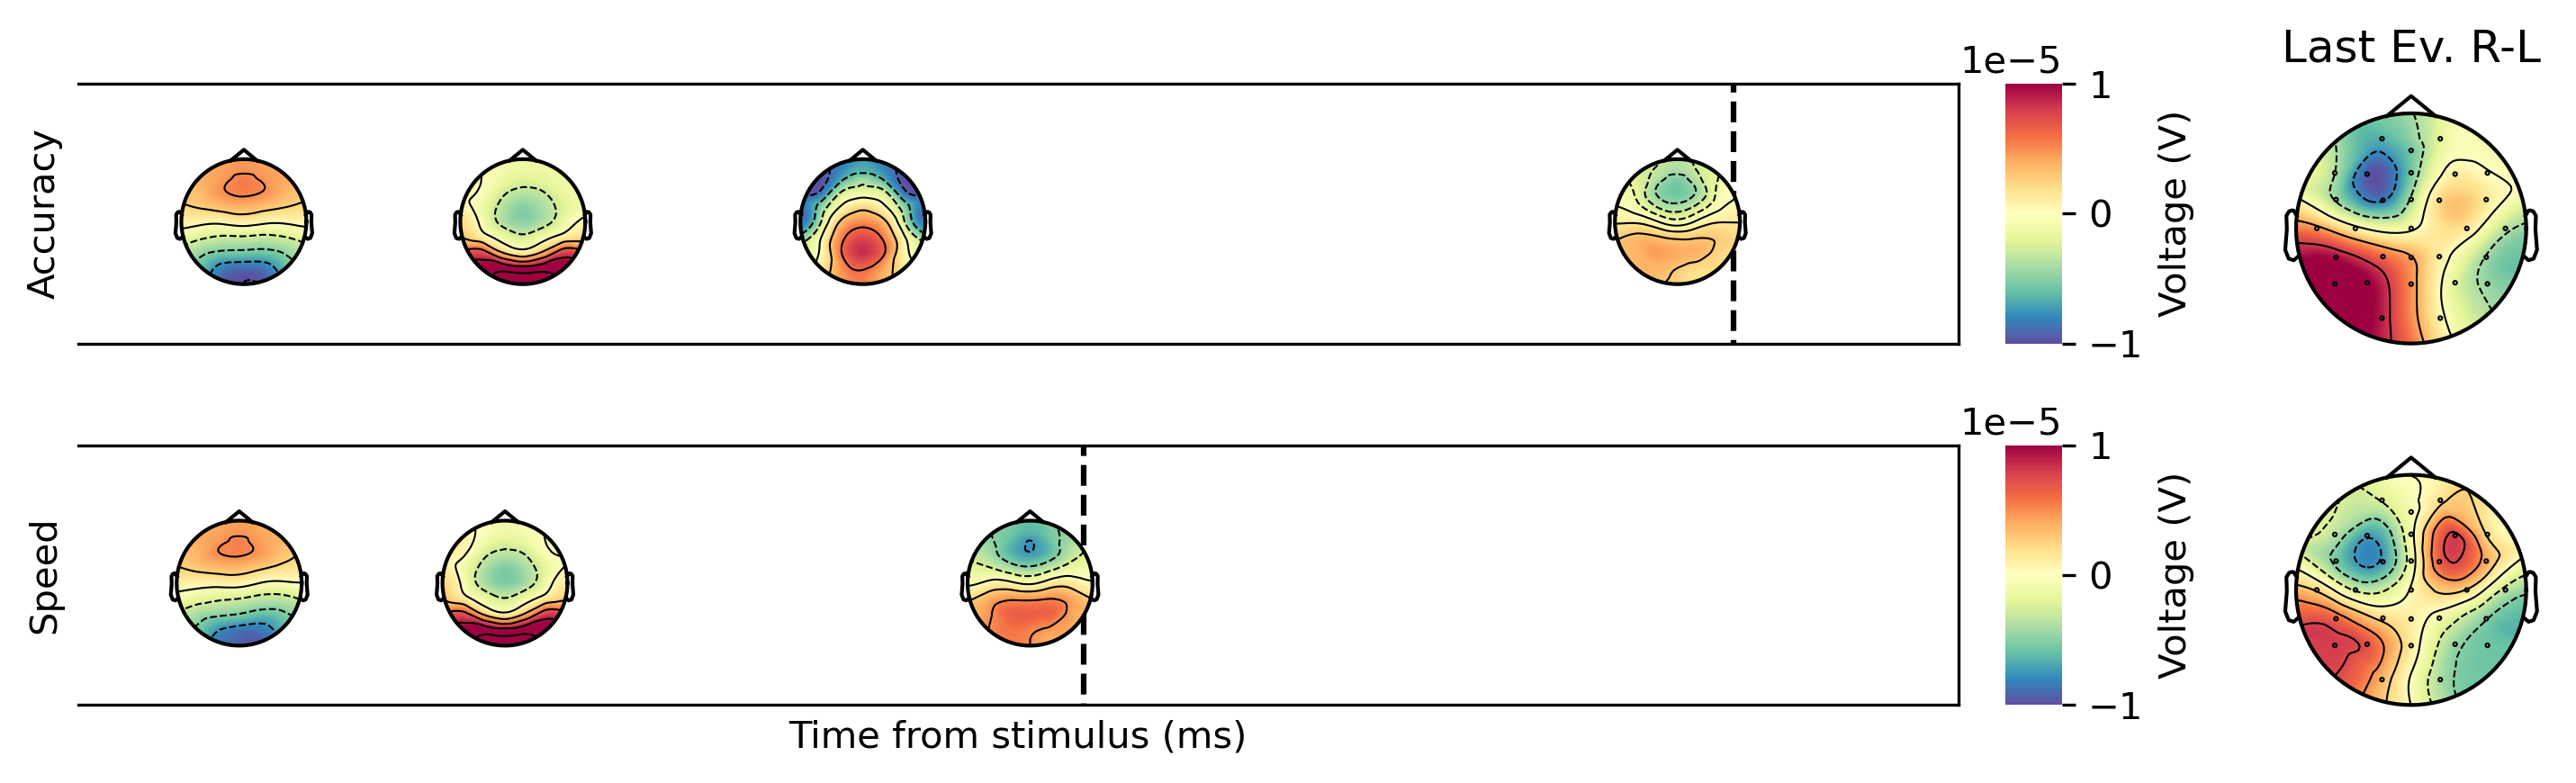 Last Ev. R-L
1e−5
Accuracy
1
0
−1
Voltage (V)
1e−5
Speed
1
0
−1
Voltage (V)
Time from stimulus (ms)